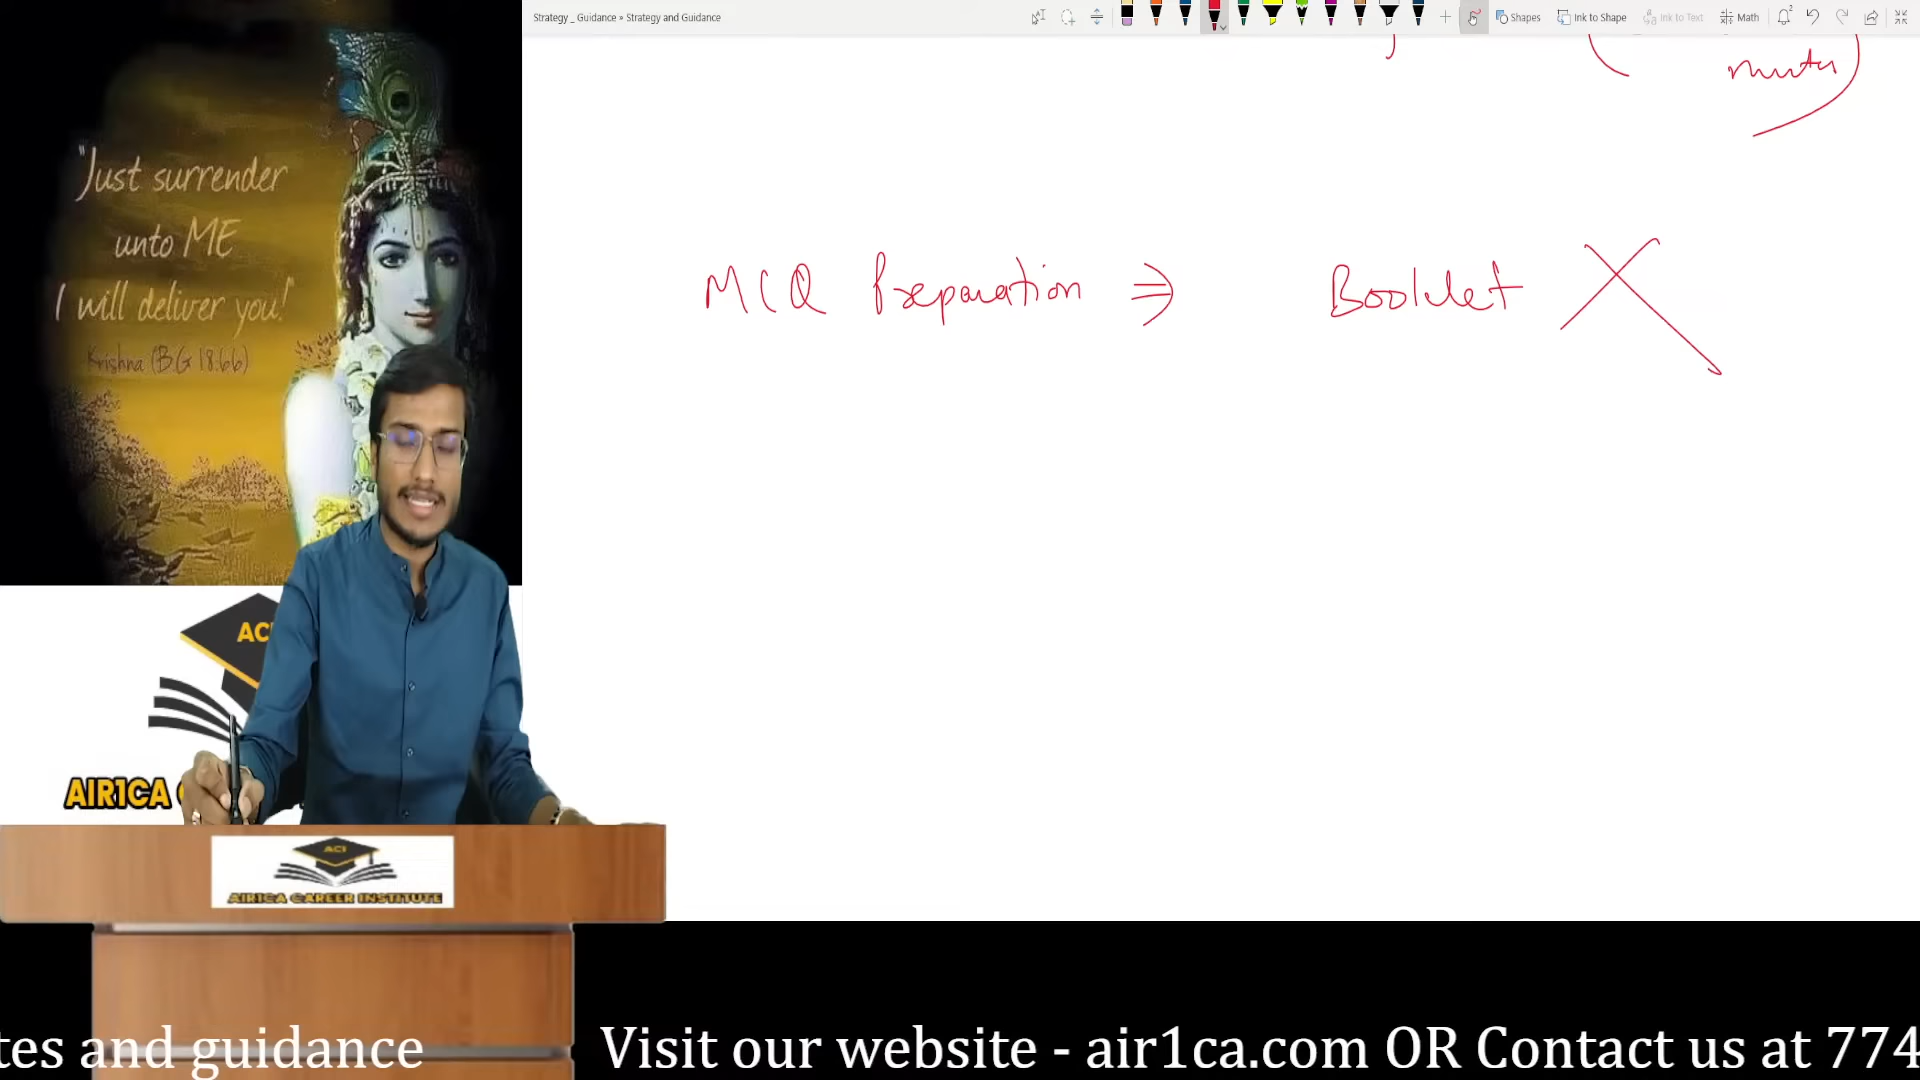 Strategy _ Guidance » Strategy and Guidance
Shapes
Ink to Shape
Ink to Text
Math
"Just surrender
unto ME
I will deliver you!"
Krishna (B.G 18.66)
MCQ Preparation ⇒ Booklet
ACI
AIR1CA
ACI
AIR1CA CAREER INSTITUTE
tes and guidance
Visit our website - air1ca.com OR Contact us at 774